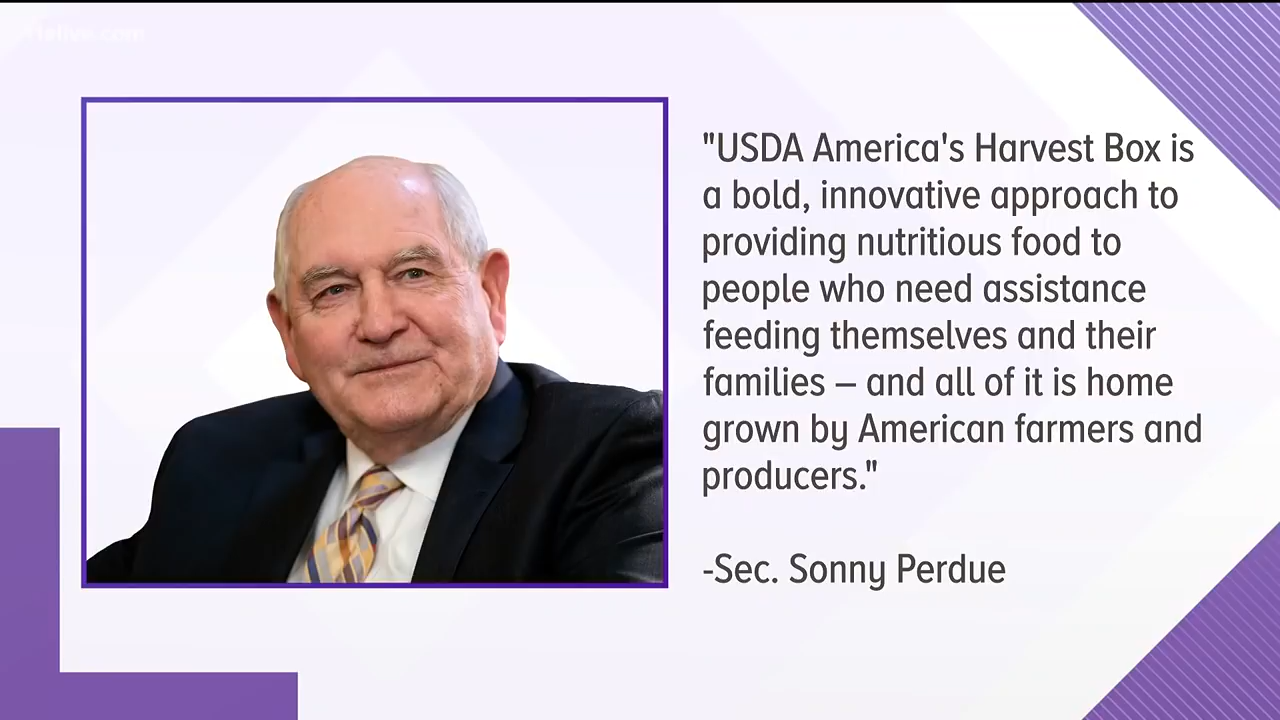 "USDA America's Harvest Box is
a bold, innovative approach to
providing nutritious food to
people who need assistance
feeding themselves and their
families – and all of it is home
grown by American farmers and
producers."
-Sec. Sonny Perdue